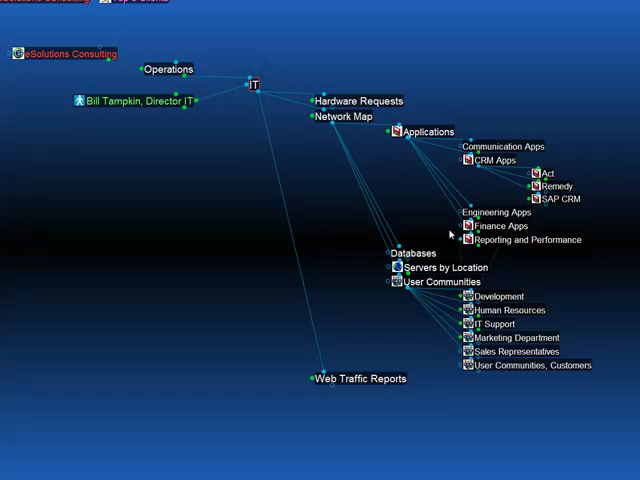 eSolutions Consulting
Operations
IT
Bill Tampkin, Director IT
Hardware Requests
Network Map
Applications
Communication Apps
CRM Apps
Act
Remedy
SAP CRM
Engineering Apps
Finance Apps
Reporting and Performance
Databases
Servers by Location
User Communities
Development
Human Resources
IT Support
Marketing Department
Sales Representatives
User Communities, Customers
Web Traffic Reports